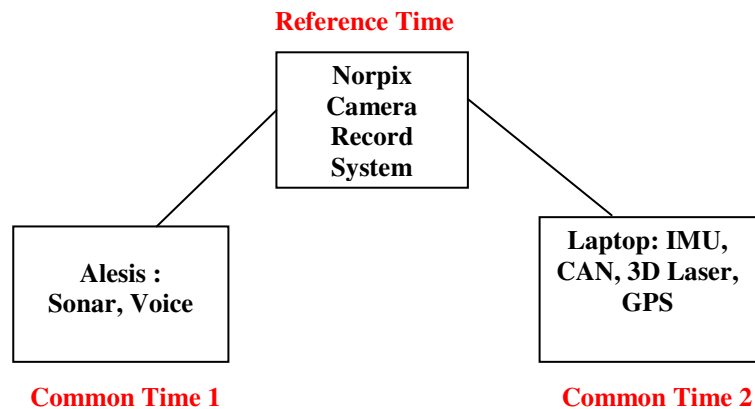 Reference Time
Norpix
Camera
Record
System
Alesis :
Sonar, Voice
Laptop: IMU,
CAN, 3D Laser,
GPS
Common Time 1
Common Time 2